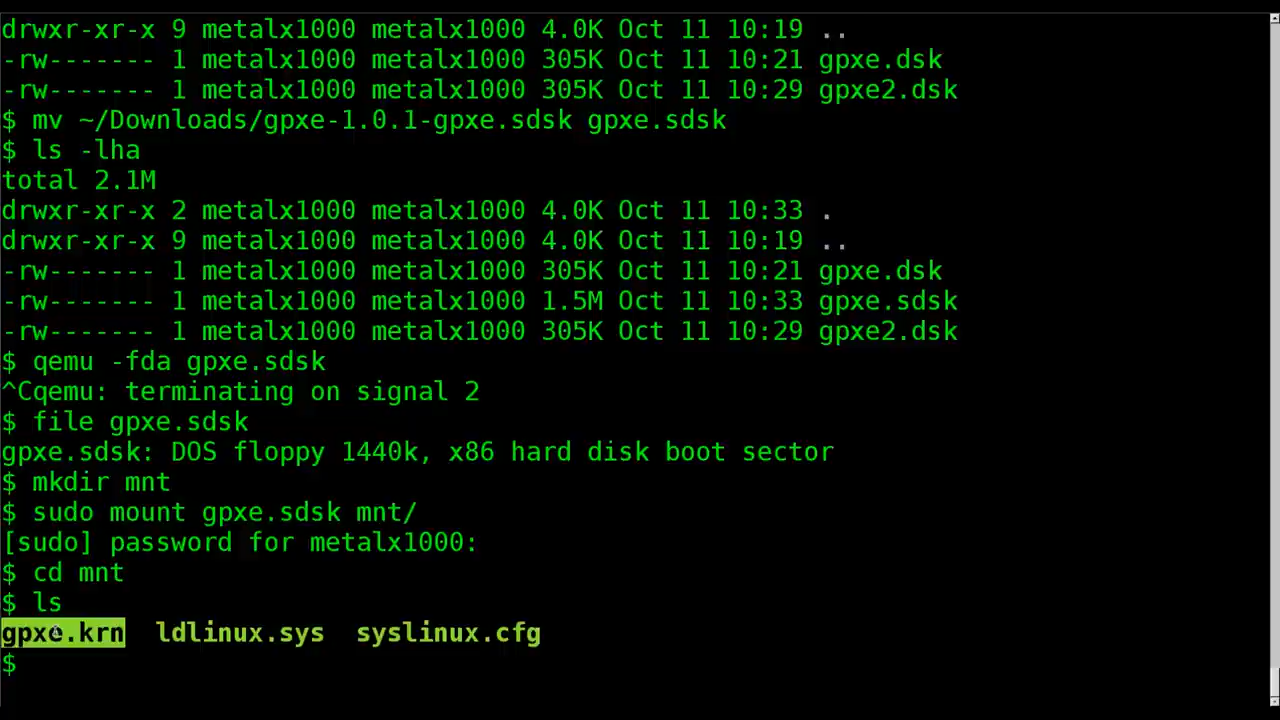 drwxr-xr-x 9 metalx1000 metalx1000 4.0K Oct 11 10:19 ..
-rw------- 1 metalx1000 metalx1000 305K Oct 11 10:21 gpxe.dsk
-rw------- 1 metalx1000 metalx1000 305K Oct 11 10:29 gpxe2.dsk
$ mv ~/Downloads/gpxe-1.0.1-gpxe.sdsk gpxe.sdsk
$ ls -lha
total 2.1M
drwxr-xr-x 2 metalx1000 metalx1000 4.0K Oct 11 10:33 .
drwxr-xr-x 9 metalx1000 metalx1000 4.0K Oct 11 10:19 ..
-rw------- 1 metalx1000 metalx1000 305K Oct 11 10:21 gpxe.dsk
-rw------- 1 metalx1000 metalx1000 1.5M Oct 11 10:33 gpxe.sdsk
-rw------- 1 metalx1000 metalx1000 305K Oct 11 10:29 gpxe2.dsk
$ qemu -fda gpxe.sdsk
^Cqemu: terminating on signal 2
$ file gpxe.sdsk
gpxe.sdsk: DOS floppy 1440k, x86 hard disk boot sector
$ mkdir mnt
$ sudo mount gpxe.sdsk mnt/
[sudo] password for metalx1000:
$ cd mnt
$ ls
gpxe.krn  ldlinux.sys  syslinux.cfg
$